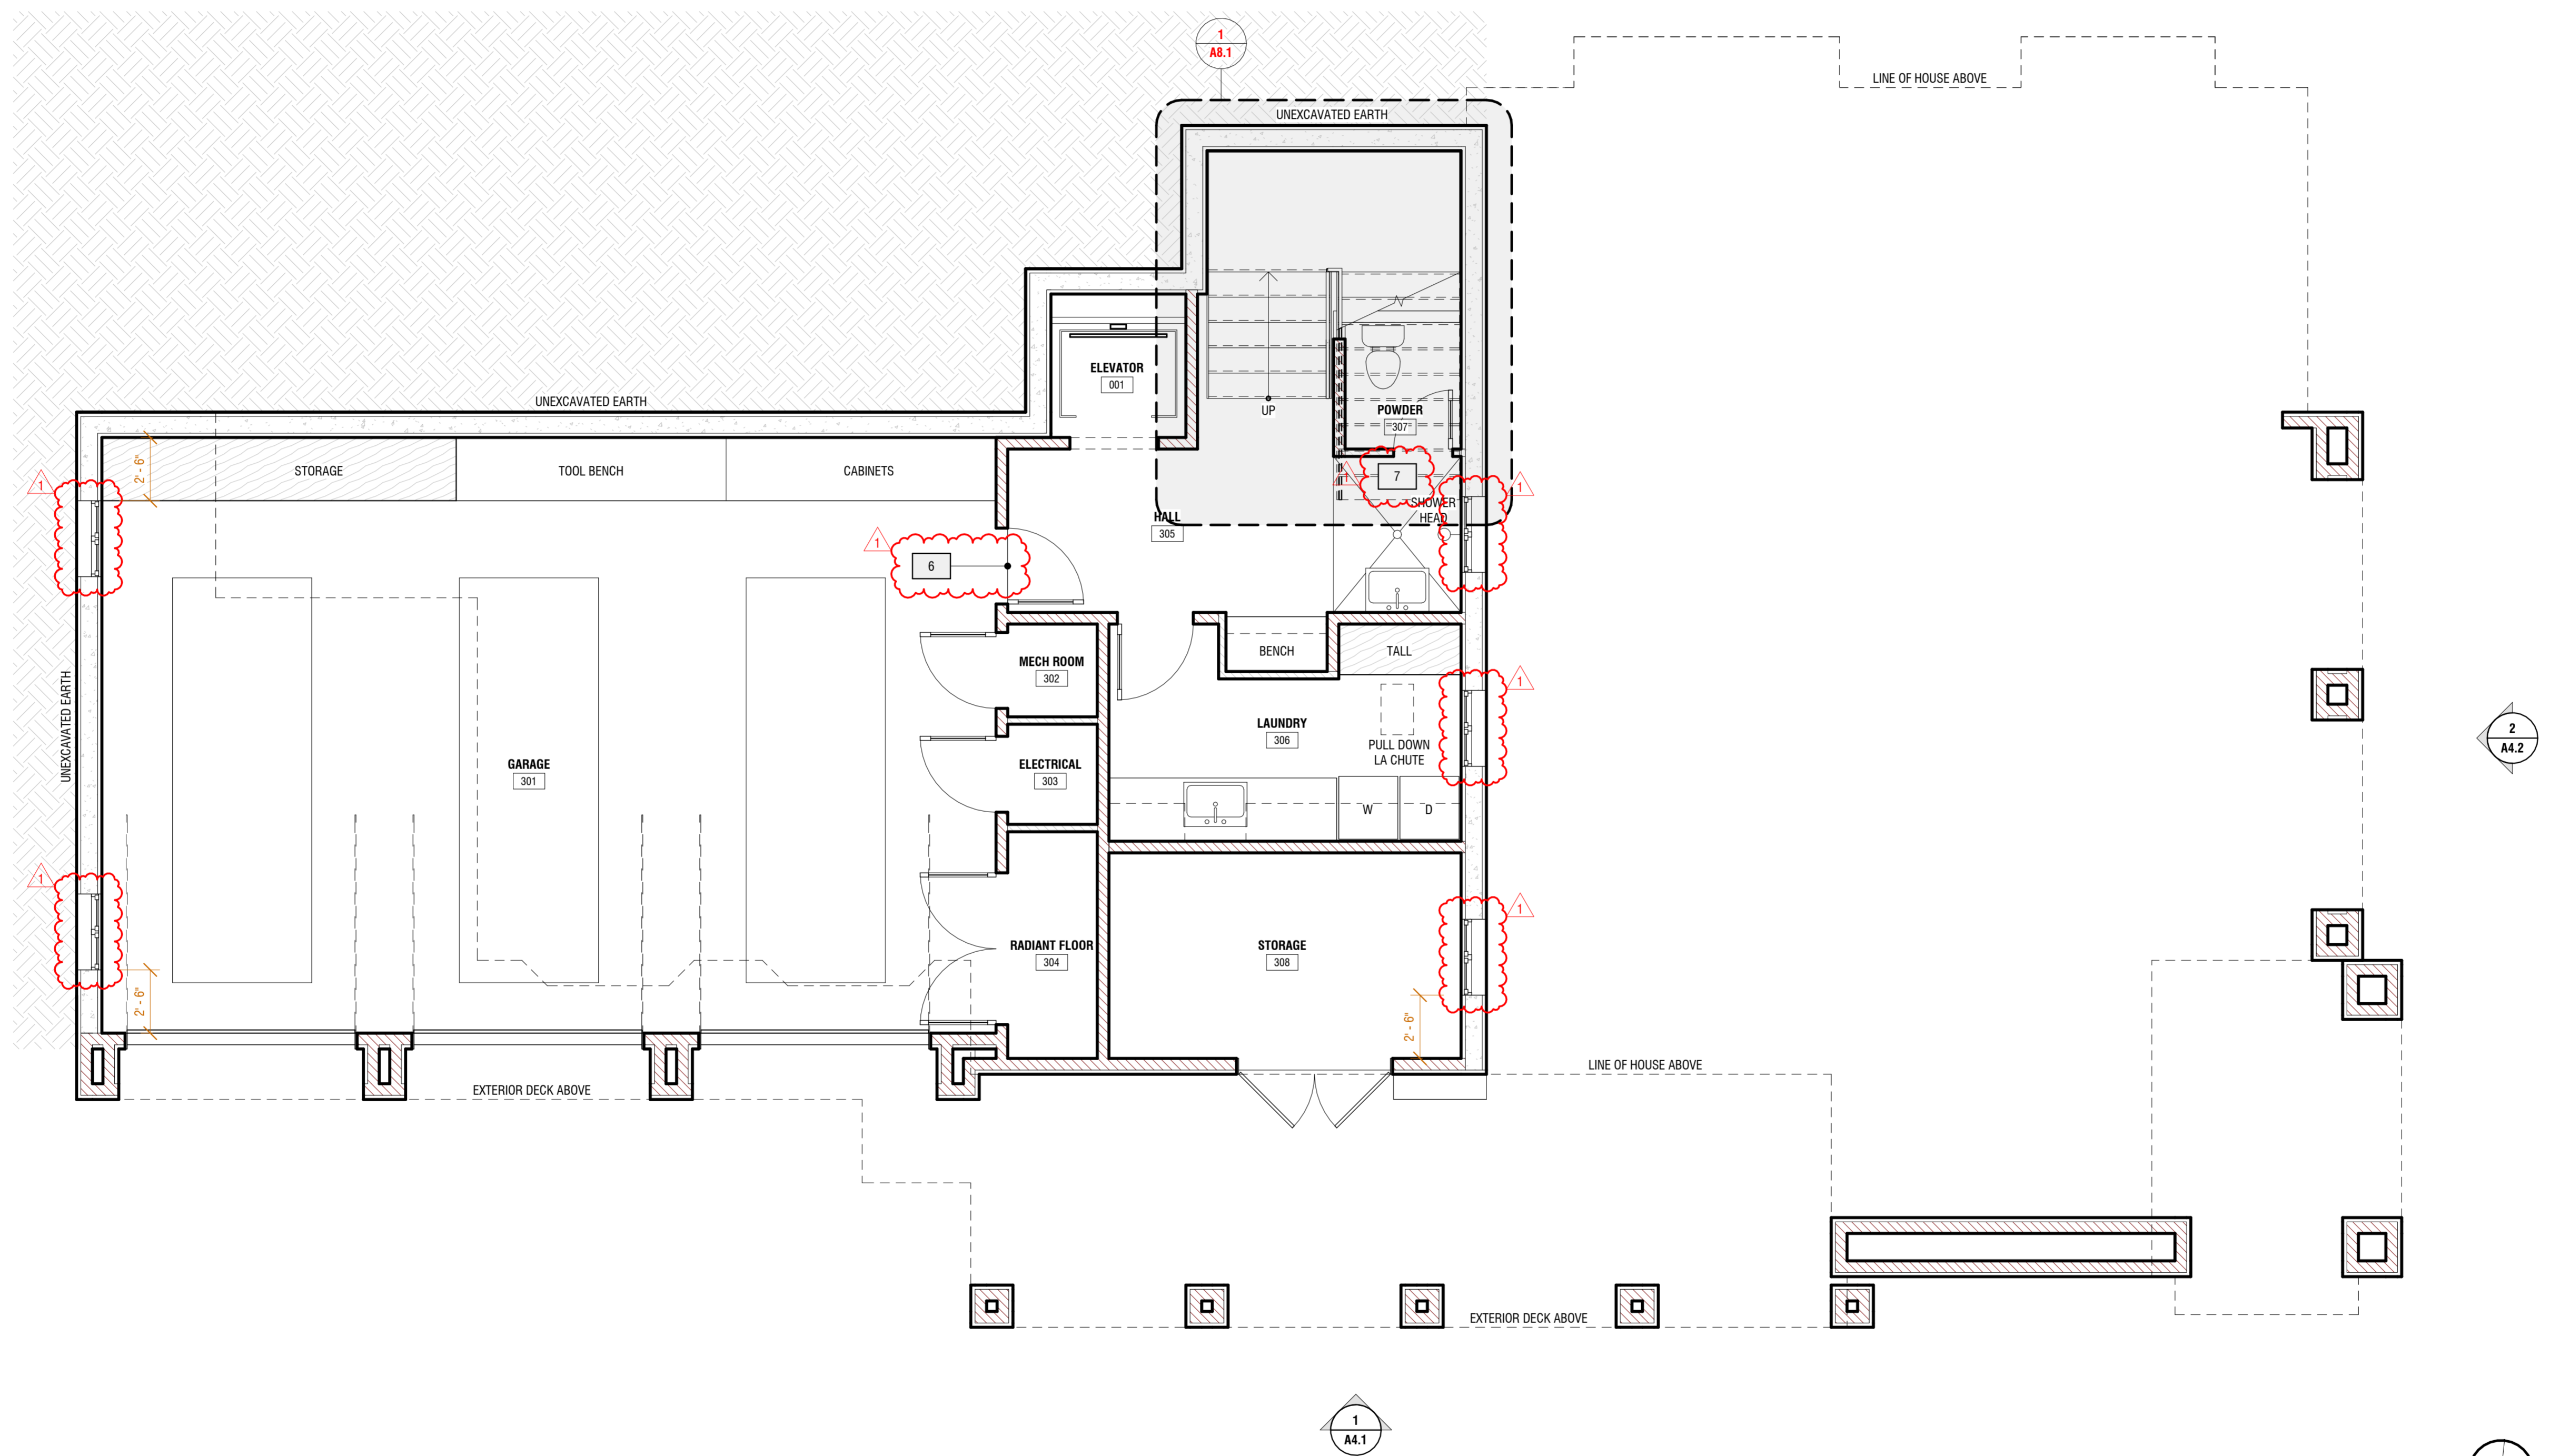 1
A8.1
LINE OF HOUSE ABOVE
UNEXCAVATED EARTH
ELEVATOR
001
UNEXCAVATED EARTH
UP
POWDER
307
2' - 6"
STORAGE
TOOL BENCH
CABINETS
1
1
7
1
SHOWER
HEAD
HALL
305
1
6
MECH ROOM
302
BENCH
TALL
1
UNEXCAVATED EARTH
LAUNDRY
306
PULL DOWN
LA CHUTE
2
A4.2
GARAGE
301
ELECTRICAL
303
W
D
1
1
RADIANT FLOOR
304
STORAGE
308
2' - 6"
2' - 6"
LINE OF HOUSE ABOVE
EXTERIOR DECK ABOVE
EXTERIOR DECK ABOVE
1
A4.1